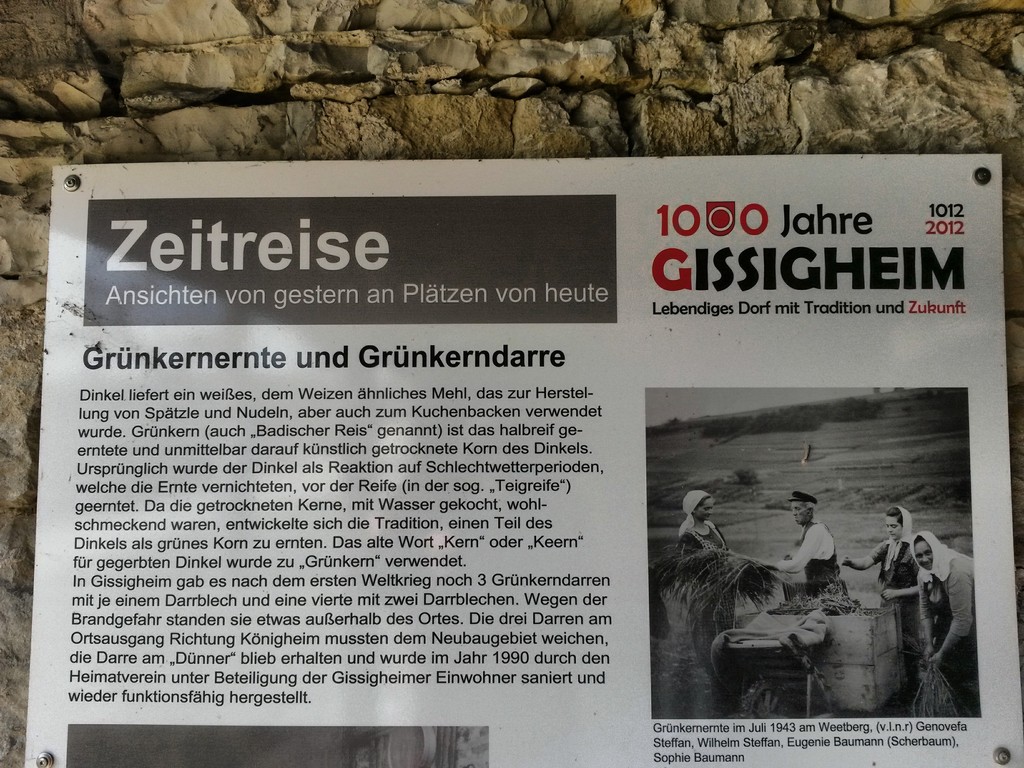 Zeitreise
Ansichten von gestern an Plätzen von heute
1000 Jahre
1012
2012
GISSIGHEIM
Lebendiges Dorf mit Tradition und Zukunft
Grünkernernte und Grünkerndarre
Dinkel liefert ein weißes, dem Weizen ähnliches Mehl, das zur Herstel-
lung von Spätzle und Nudeln, aber auch zum Kuchenbacken verwendet
wurde. Grünkern (auch „Badischer Reis“ genannt) ist das halbreif ge-
erntete und unmittelbar darauf künstlich getrocknete Korn des Dinkels.
Ursprünglich wurde der Dinkel als Reaktion auf Schlechtwetterperioden,
welche die Ernte vernichteten, vor der Reife (in der sog. „Teigreife“)
geerntet. Da die getrockneten Kerne, mit Wasser gekocht, wohl-
schmeckend waren, entwickelte sich die Tradition, einen Teil des
Dinkels als grünes Korn zu ernten. Das alte Wort „Kern“ oder „Keern“
für gegerbten Dinkel wurde zu „Grünkern“ verwendet.
In Gissigheim gab es nach dem ersten Weltkrieg noch 3 Grünkerndarren
mit je einem Darrblech und eine vierte mit zwei Darrblechen. Wegen der
Brandgefahr standen sie etwas außerhalb des Ortes. Die drei Darren am
Ortsausgang Richtung Königheim mussten dem Neubaugebiet weichen,
die Darre am „Dünner“ blieb erhalten und wurde im Jahr 1990 durch den
Heimatverein unter Beteiligung der Gissigheimer Einwohner saniert und
wieder funktionsfähig hergestellt.
Grünkernernte im Juli 1943 am Weetberg, (v.l.n.r) Genovefa
Steffan, Wilhelm Steffan, Eugenie Baumann (Scherbaum),
Sophie Baumann